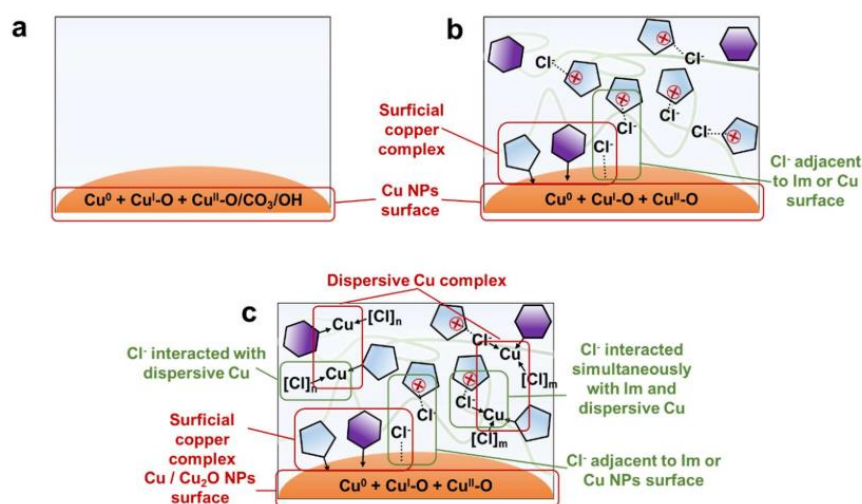 a
Cu⁰ + Cuᴵ-O + Cuᴵᴵ-O/CO₃/OH
Cu NPs
surface
b
Cl⁻
Cl⁻
Cl⁻
Cl⁻
Cl⁻
Cl⁻
Surficial
copper
complex
Cl⁻ adjacent
to Im or Cu
surface
Cu⁰ + Cuᴵ-O + Cuᴵᴵ-O
c
Dispersive Cu complex
Cu
[Cl]ₙ
Cl⁻
Cu
[Cl]ₘ
Cl⁻ interacted with
dispersive Cu
[Cl]ₙ
Cu
Cl⁻
Cl⁻
Cu
[Cl]ₘ
Cl⁻ interacted
simultaneously
with Im and
dispersive Cu
Surficial
copper
complex
Cl⁻
Cu / Cu₂O NPs
surface
Cl⁻ adjacent to Im or
Cu NPs surface
Cu⁰ + Cuᴵ-O + Cuᴵᴵ-O